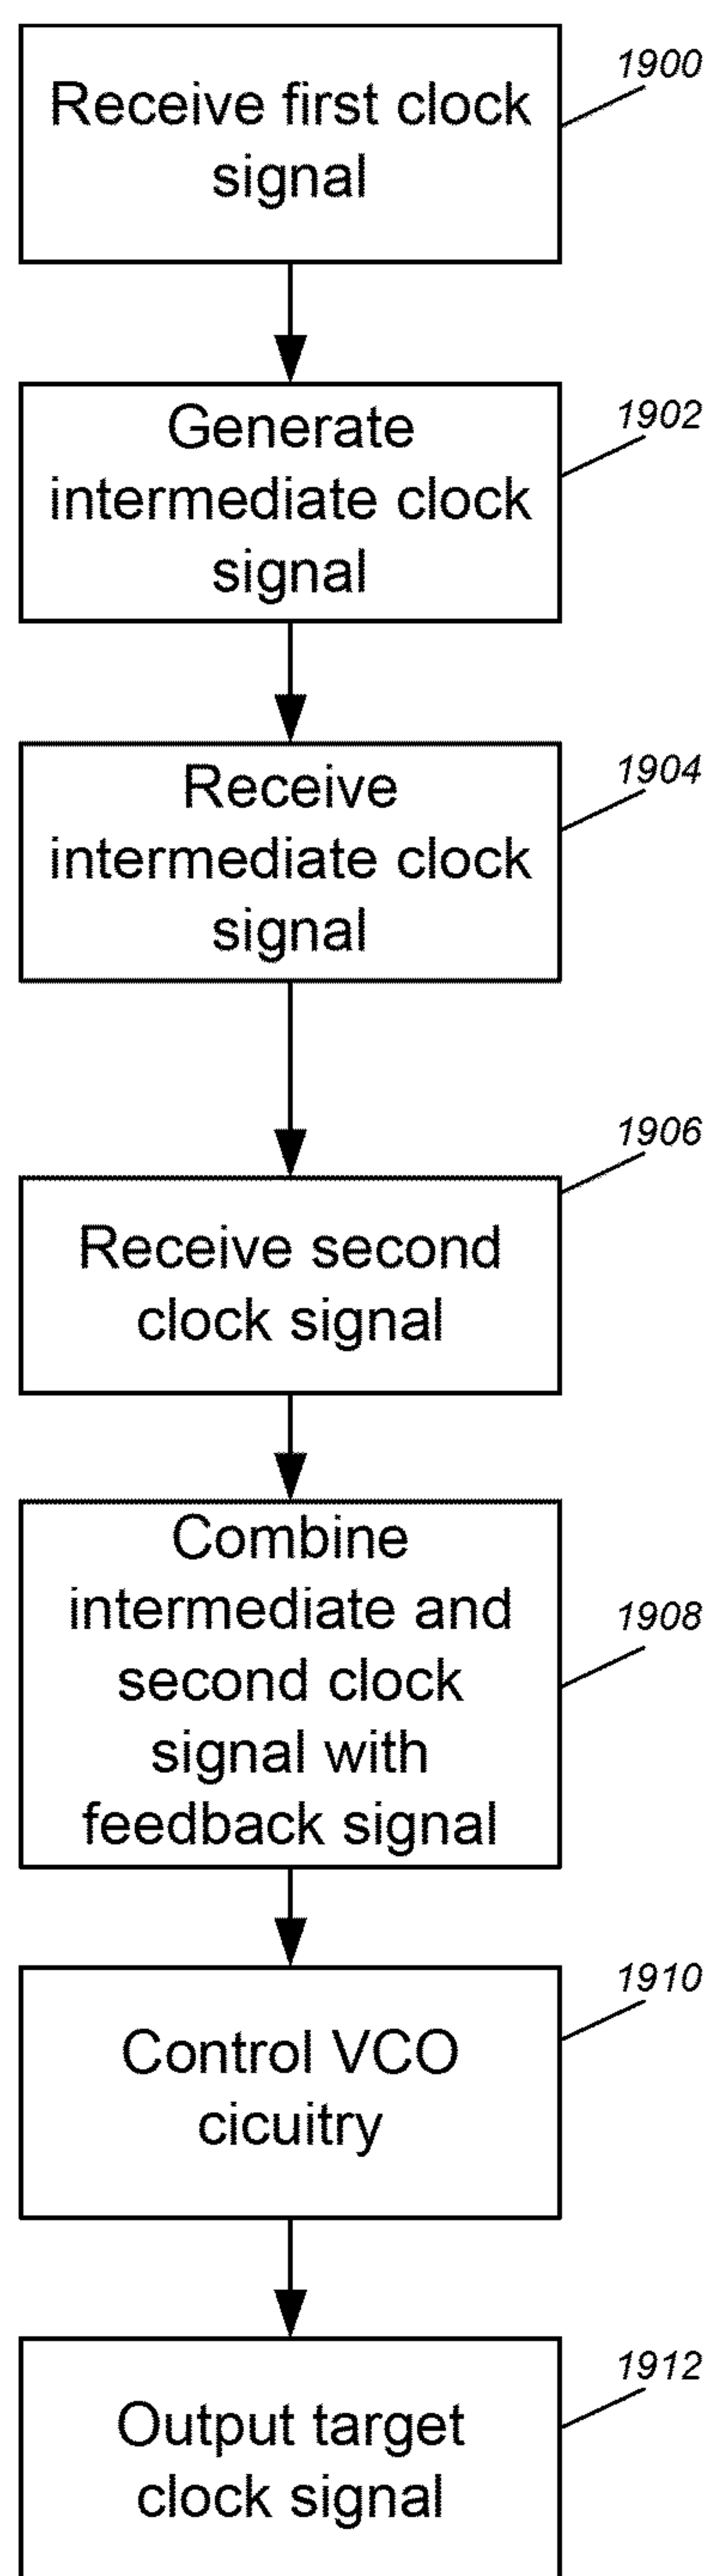 Receive first clock
signal
1900
Generate
intermediate clock
signal
1902
Receive
intermediate clock
signal
1904
Receive second
clock signal
1906
Combine
intermediate and
second clock
signal with
feedback signal
1908
Control VCO
cicuitry
1910
Output target
clock signal
1912